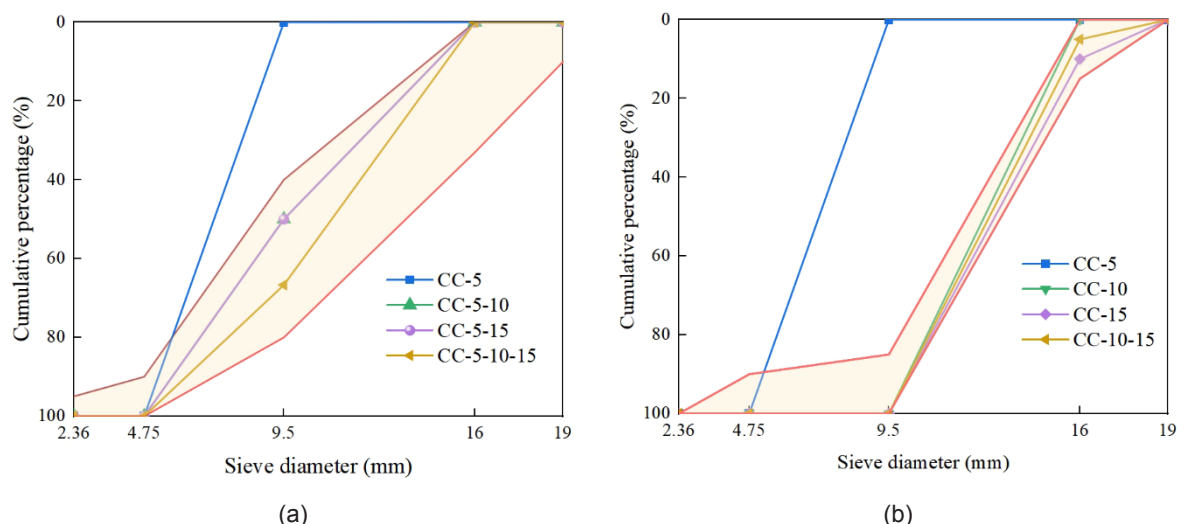 0
20
40
60
80
100
Cumulative percentage (%)
CC-5
CC-5-10
CC-5-15
CC-5-10-15
2.36
4.75
9.5
16
19
Sieve diameter (mm)
(a)
0
20
40
60
80
100
Cumulative percentage (%)
CC-5
CC-10
CC-15
CC-10-15
2.36
4.75
9.5
16
19
Sieve diameter (mm)
(b)